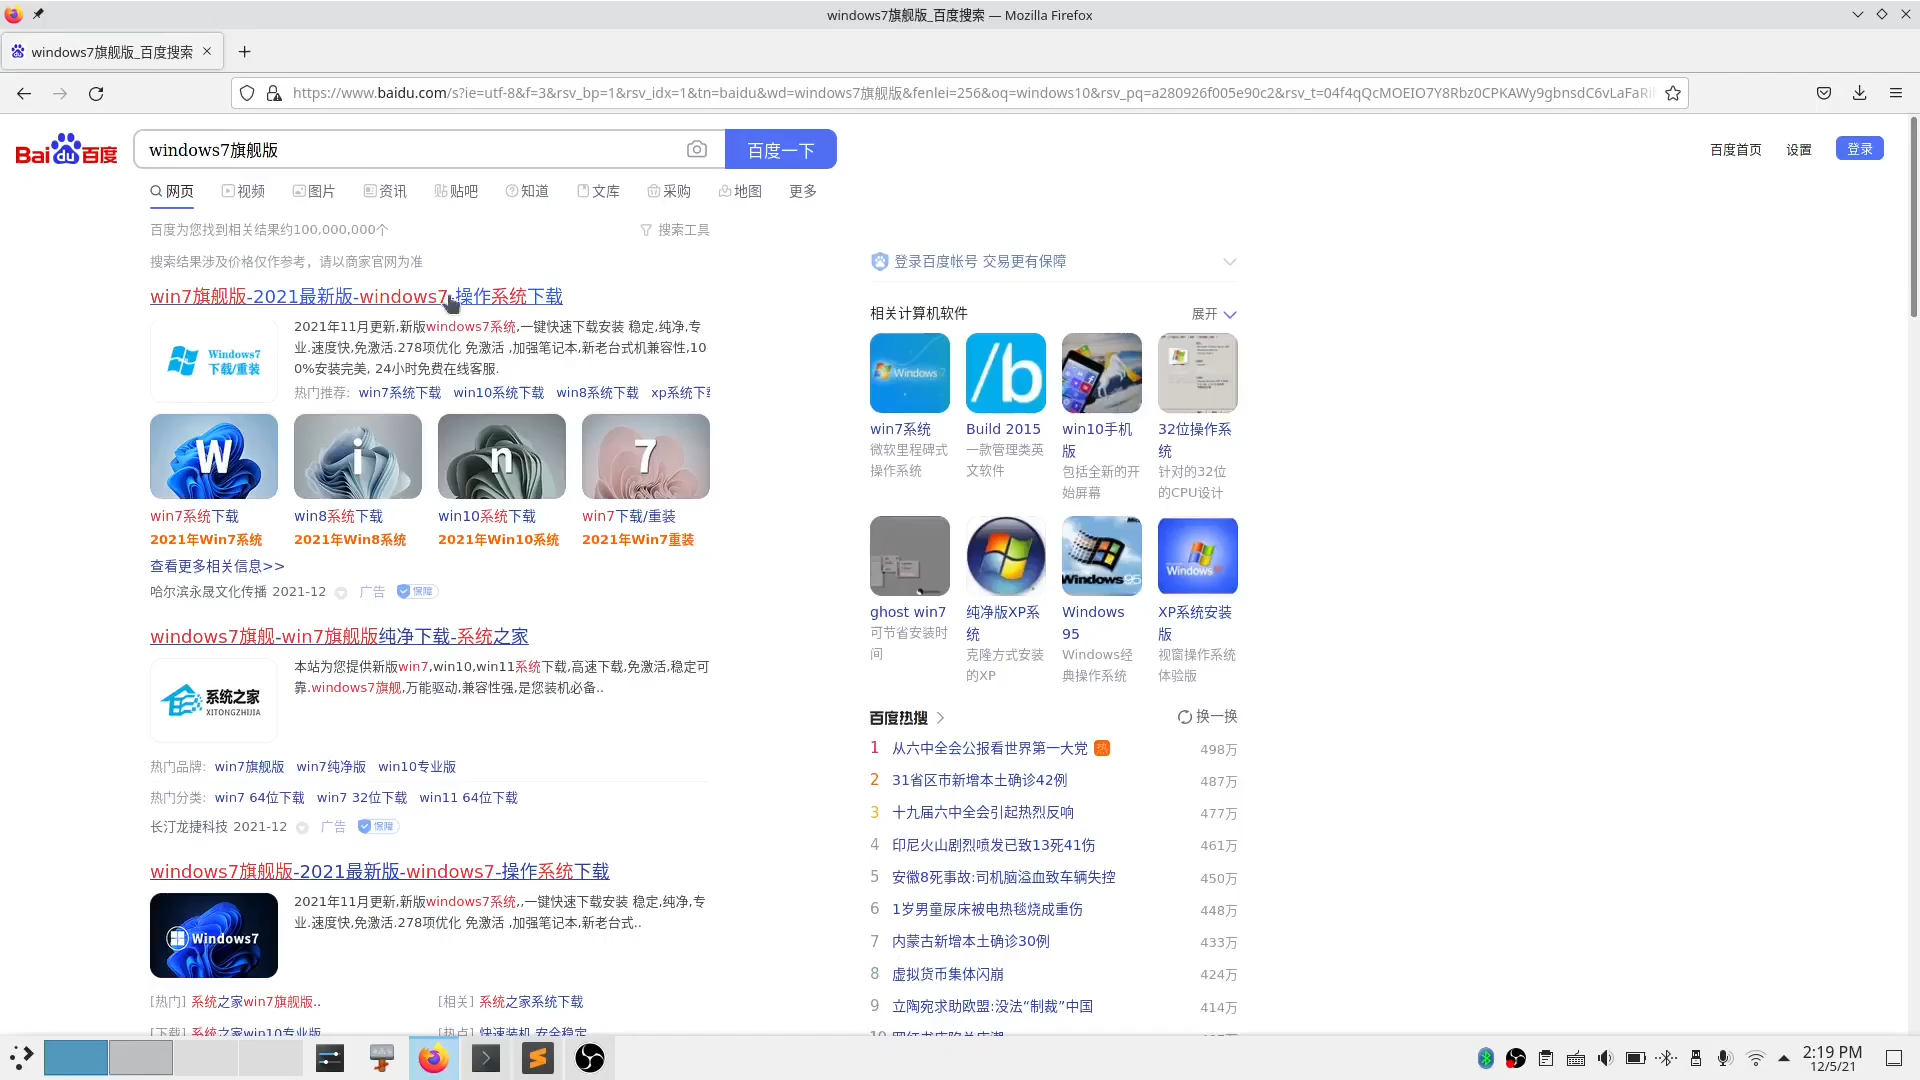 windows7旗舰版_百度搜索 — Mozilla Firefox
windows7旗舰版_百度搜索
https://www.baidu.com/s?ie=utf-8&f=3&rsv_bp=1&rsv_idx=1&tn=baidu&wd=windows7旗舰版&fenlei=256&oq=windows10&rsv_pq=a280926f005e90c2&rsv_t=04f4qQcMOEIO7Y8Rbz0CPKAWy9gbnsdC6vLaFaRi
Bai du 百度
windows7旗舰版
百度一下
百度首页 设置 登录
网页 视频 图片 资讯 贴吧 知道 文库 采购 地图 更多
百度为您找到相关结果约100,000,000个
搜索工具
搜索结果涉及价格仅作参考，请以商家官网为准
win7旗舰版-2021最新版-windows7-操作系统下载
Windows7
下载/重装
2021年11月更新,新版windows7系统,一键快速下载安装 稳定,纯净,专
业.速度快,免激活.278项优化 免激活 ,加强笔记本,新老台式机兼容性,10
0%安装完美, 24小时免费在线客服.
热门推荐: win7系统下载 win10系统下载 win8系统下载 xp系统下载
W i n 7
win7系统下载 win8系统下载 win10系统下载 win7下载/重装
2021年Win7系统 2021年Win8系统 2021年Win10系统 2021年Win7重装
查看更多相关信息>>
哈尔滨永晟文化传播 2021-12 广告 保障
windows7旗舰-win7旗舰版纯净下载-系统之家
系统之家
XITONGZHIJIA
本站为您提供新版win7,win10,win11系统下载,高速下载,免激活,稳定可
靠.windows7旗舰,万能驱动,兼容性强,是您装机必备..
热门品牌: win7旗舰版 win7纯净版 win10专业版
热门分类: win7 64位下载 win7 32位下载 win11 64位下载
长汀龙捷科技 2021-12 广告 保障
windows7旗舰版-2021最新版-windows7-操作系统下载
Windows7
2021年11月更新,新版windows7系统,,一键快速下载安装 稳定,纯净,专
业.速度快,免激活.278项优化 免激活 ,加强笔记本,新老台式..
[热门] 系统之家win7旗舰版.. [相关] 系统之家系统下载
[下载] 系统之家win10专业版 [热点] 快速装机 安全稳定
登录百度帐号 交易更有保障
相关计算机软件 展开
Windows 7
/b
win7系统
微软里程碑式
操作系统
Build 2015
一款管理类英
文软件
win10手机
版
包括全新的开
始屏幕
32位操作系
统
针对的32位
的CPU设计
Windows95
Windows
ghost win7
可节省安装时
间
纯净版XP系
统
克隆方式安装
的XP
Windows
95
Windows经
典操作系统
XP系统安装
版
视窗操作系统
体验版
百度热搜 换一换
1 从六中全会公报看世界第一大党 热 498万
2 31省区市新增本土确诊42例 487万
3 十九届六中全会引起热烈反响 477万
4 印尼火山剧烈喷发已致13死41伤 461万
5 安徽8死事故:司机脑溢血致车辆失控 450万
6 1岁男童尿床被电热毯烧成重伤 448万
7 内蒙古新增本土确诊30例 433万
8 虚拟货币集体闪崩 424万
9 立陶宛求助欧盟:没法“制裁”中国 414万
2:19 PM
12/5/21